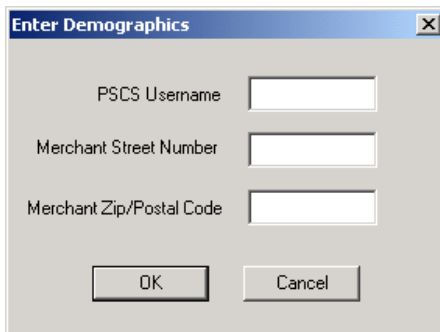 Enter Demographics
PSCS Username
Merchant Street Number
Merchant Zip/Postal Code
OK Cancel